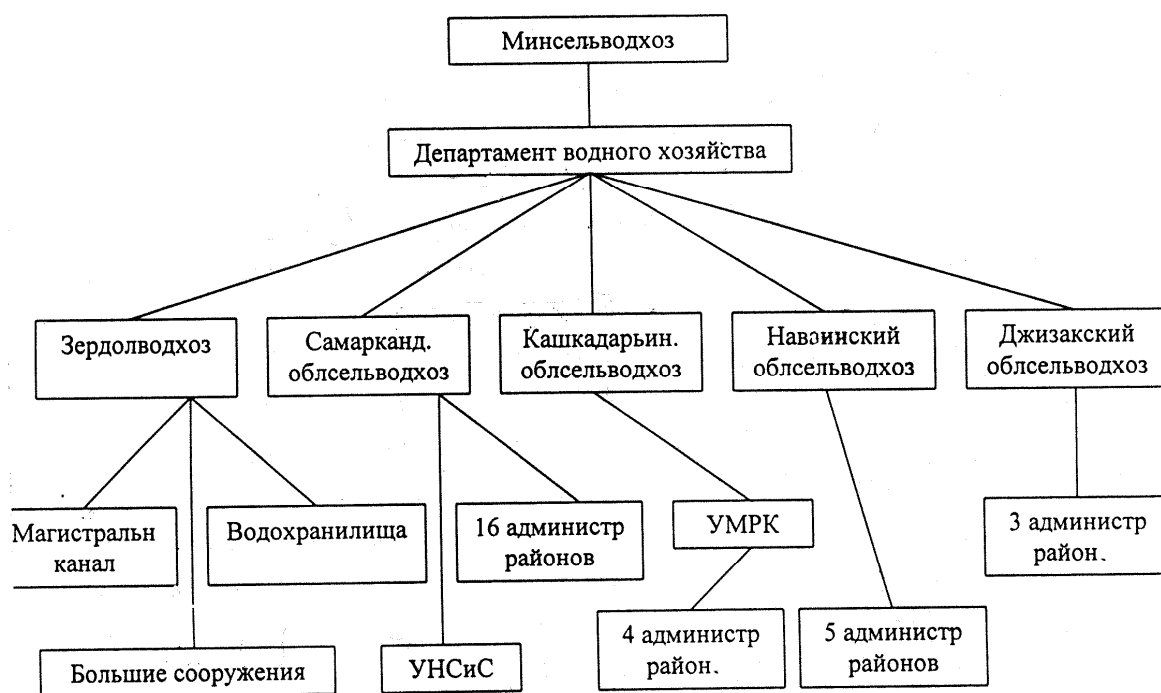 Минсельводхоз
Департамент водного хозяйства
Зердолводхоз
Самарканд.
облсельводхоз
Кашкадарьин.
облсельводхоз
Навоинский
облсельводхоз
Джизакский
облсельводхоз
Магистральн
канал
Водохранилища
16 администр
районов
УМРК
3 администр
район.
Большие сооружения
УНСиС
4 администр
район.
5 администр
районов